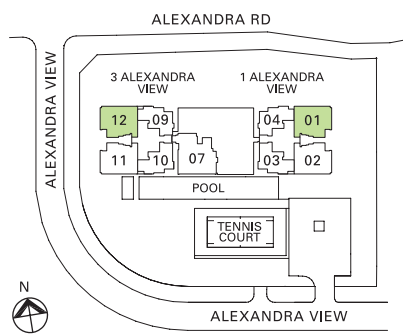 ALEXANDRA RD
ALEXANDRA VIEW
3 ALEXANDRA
VIEW
1 ALEXANDRA
VIEW
12
09
04
01
11
10
07
03
02
POOL
TENNIS
COURT
N
ALEXANDRA VIEW